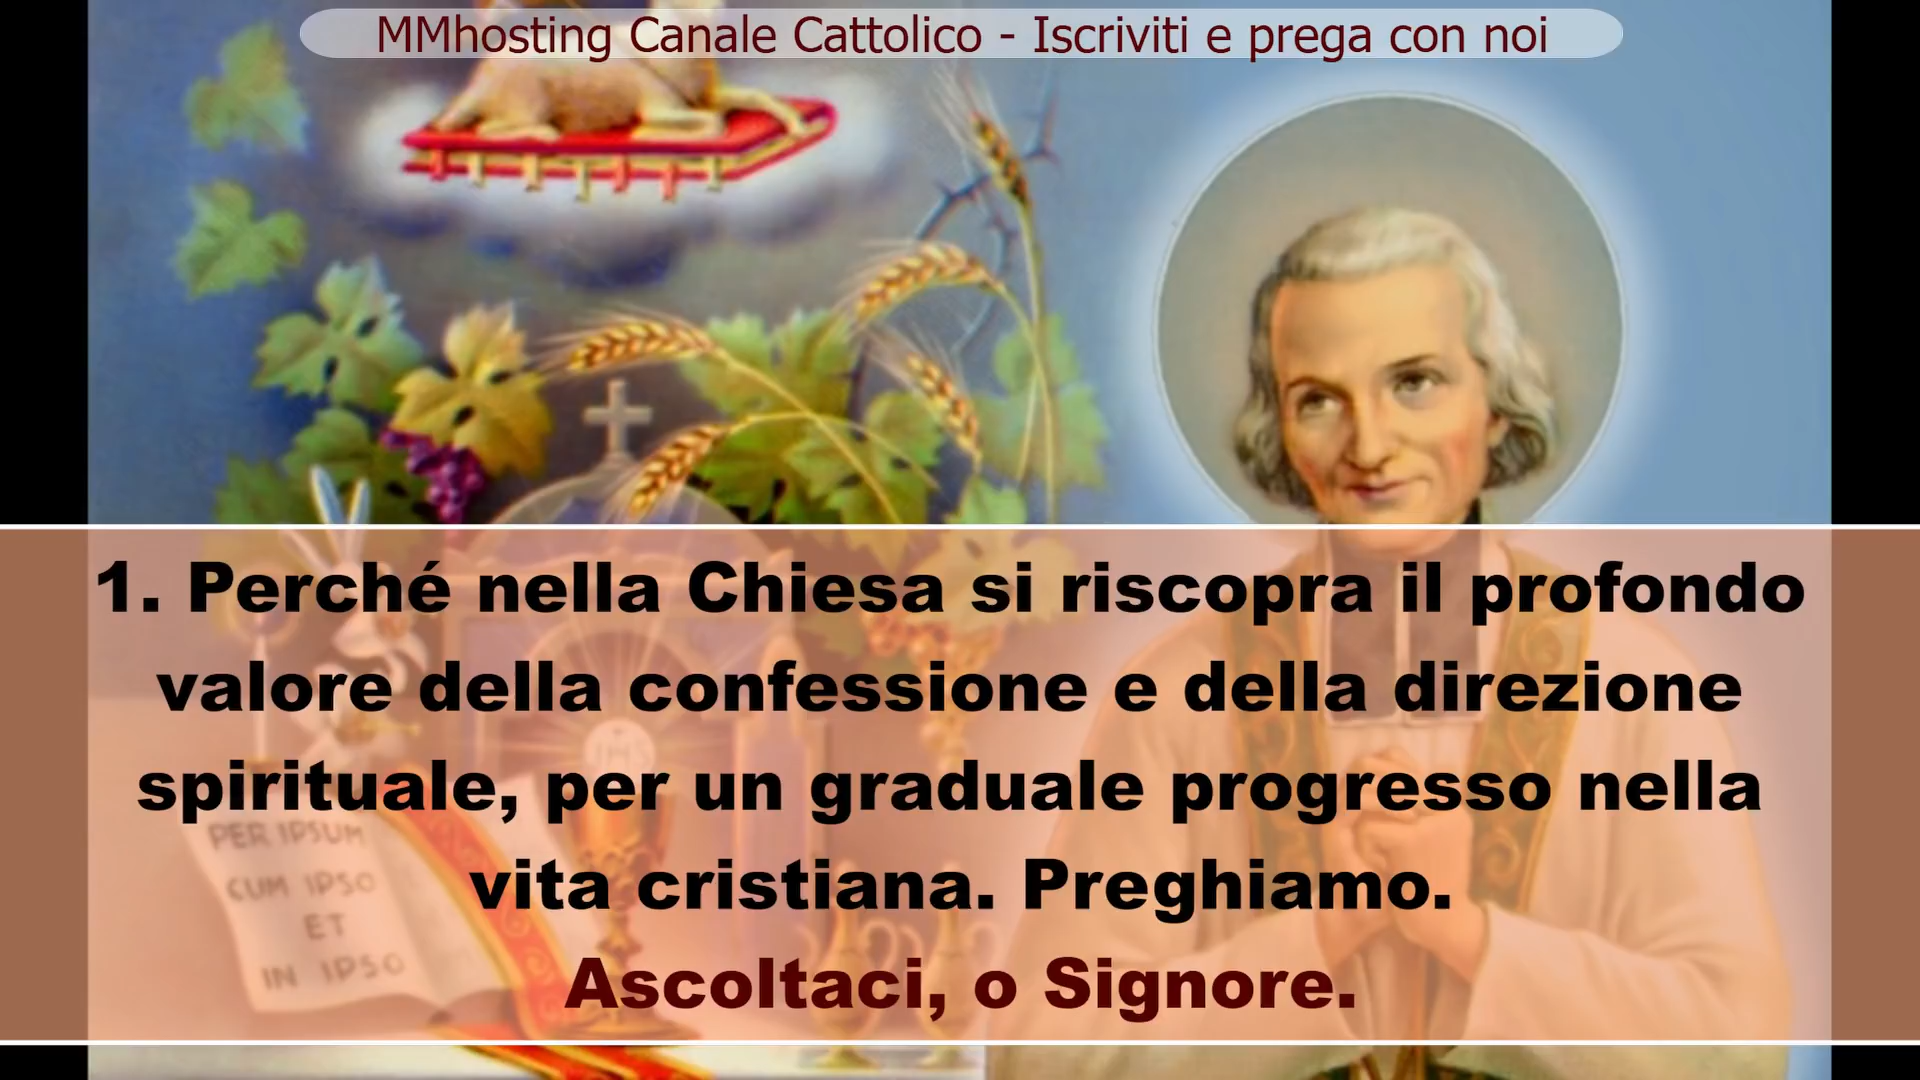 MMhosting Canale Cattolico - Iscriviti e prega con noi
1. Perché nella Chiesa si riscopra il profondo
valore della confessione e della direzione
spirituale, per un graduale progresso nella
vita cristiana. Preghiamo.
Ascoltaci, o Signore.
IHS
PER IPSUM
CUM IPSO
ET
IN IPSO